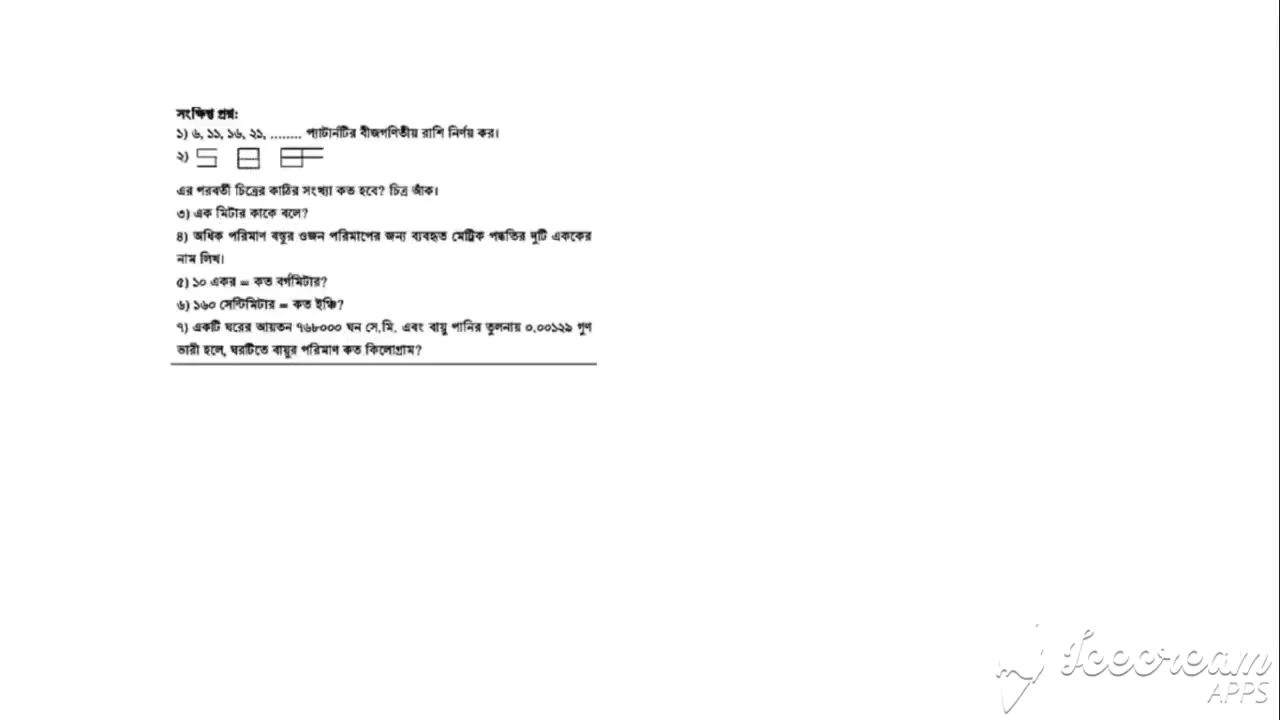 সংক্ষিপ্ত প্রশ্ন:
১) ৬, ১১, ১৬, ২১, ........ প্যাটার্নটির বীজগণিতীয় রাশি নির্ণয় কর।
২)
এর পরবর্তী চিত্রের কাঠির সংখ্যা কত হবে? চিত্র আঁক।
৩) এক মিটার কাকে বলে?
৪) অধিক পরিমাণ বস্তুর ওজন পরিমাপের জন্য ব্যবহৃত মেট্রিক পদ্ধতির দুটি এককের
নাম লিখ।
৫) ১০ একর = কত বর্গমিটার?
৬) ১৬০ সেন্টিমিটার = কত ইঞ্চি?
৭) একটি ঘরের আয়তন ৭৬৮০০০ ঘন সে.মি. এবং বায়ু পানির তুলনায় ০.০০১২৯ গুণ
ভারী হলে, ঘরটিতে বায়ুর পরিমাণ কত কিলোগ্রাম?
Icecream
APPS